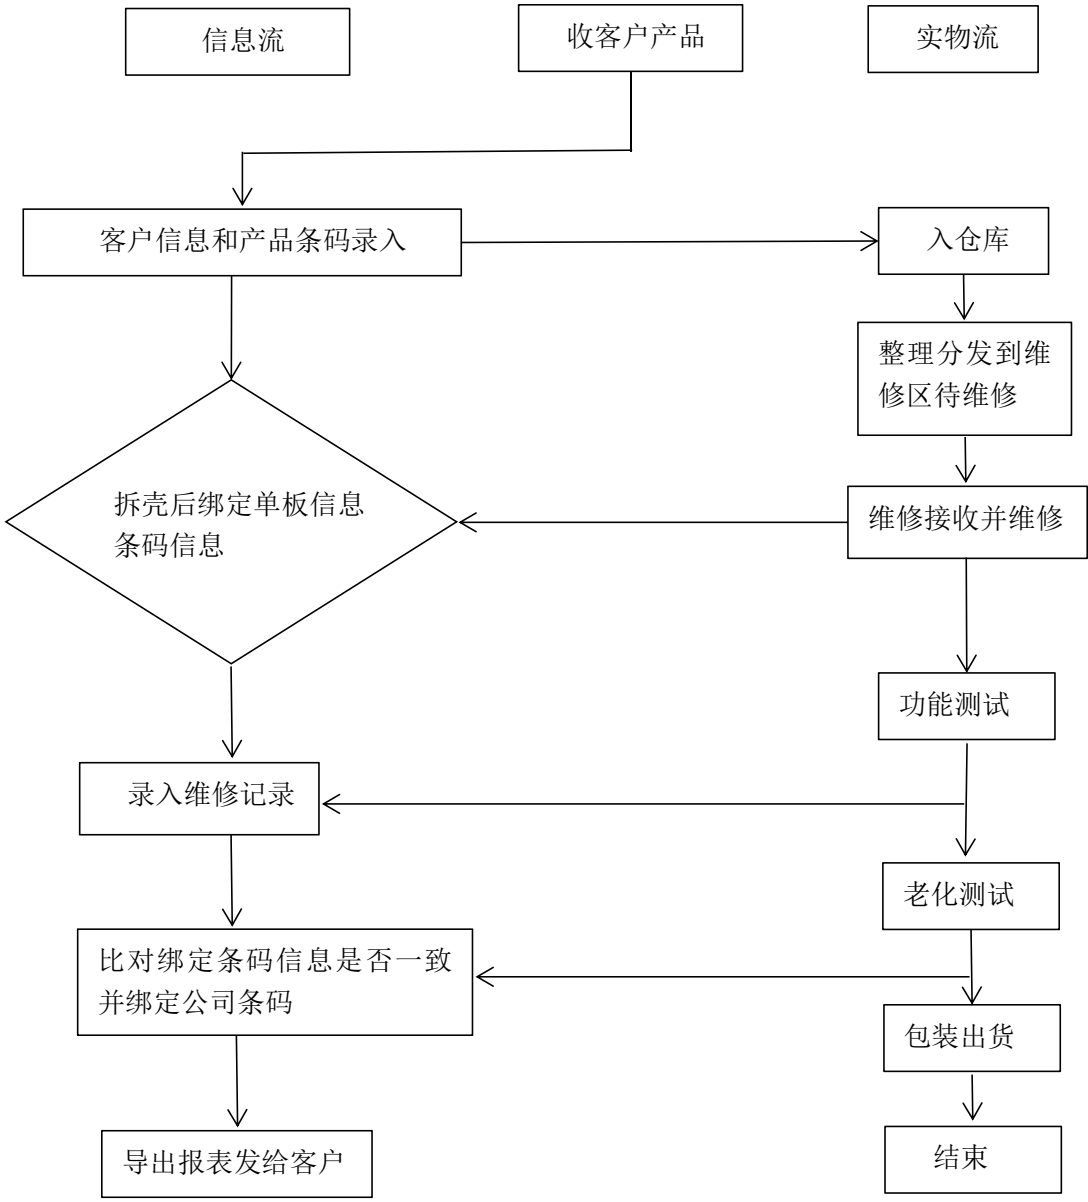 信息流
收客户产品
实物流
客户信息和产品条码录入
入仓库
整理分发到维
修区待维修
拆壳后绑定单板信息
条码信息
维修接收并维修
功能测试
录入维修记录
老化测试
比对绑定条码信息是否一致
并绑定公司条码
包装出货
导出报表发给客户
结束